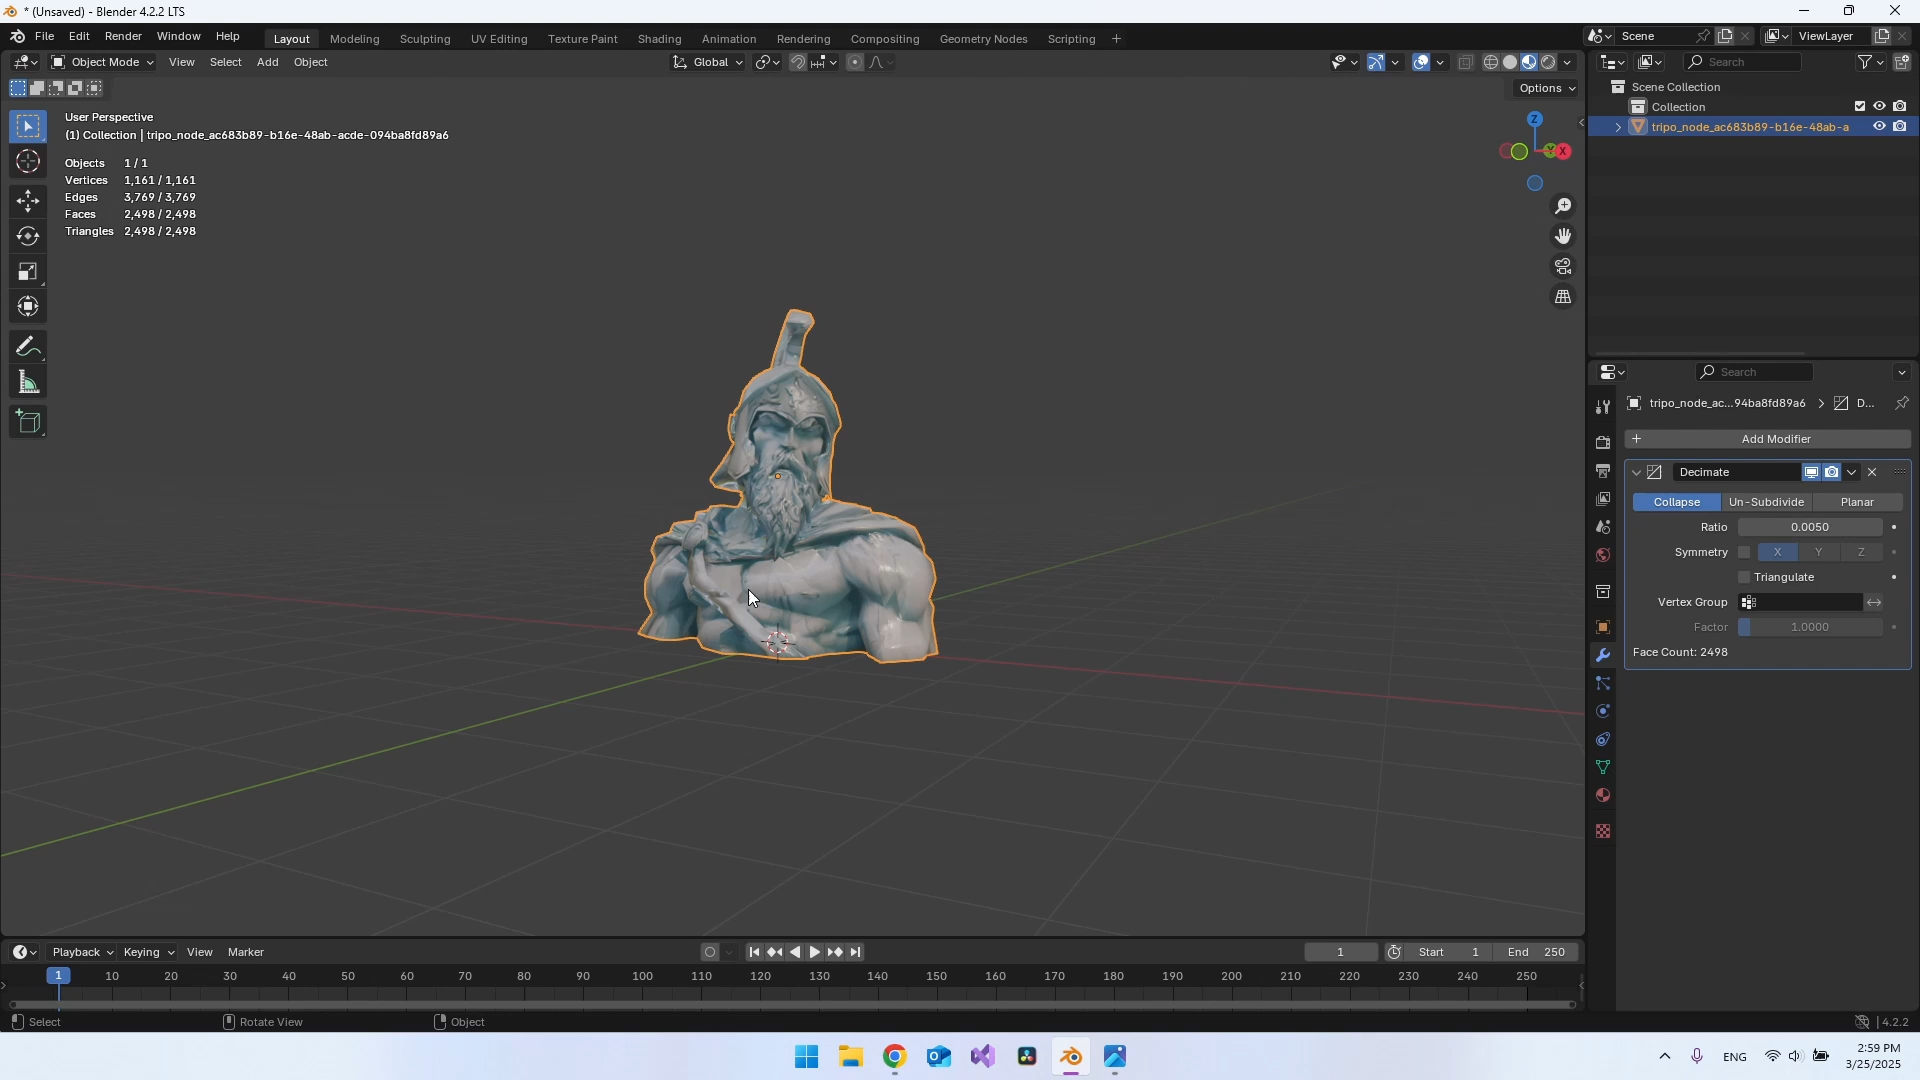 * (Unsaved) - Blender 4.2.2 LTS
File Edit Render Window Help Layout Modeling Sculpting UV Editing Texture Paint Shading Animation Rendering Compositing Geometry Nodes Scripting + Scene ViewLayer
Object Mode View Select Add Object Global Search
Options
User Perspective
(1) Collection | tripo_node_ac683b89-b16e-48ab-acde-094ba8fd89a6
Objects 1 / 1
Vertices 1,161 / 1,161
Edges 3,769 / 3,769
Faces 2,498 / 2,498
Triangles 2,498 / 2,498
Z
Y
X
Scene Collection
Collection
tripo_node_ac683b89-b16e-48ab-a
Search
tripo_node_ac...94ba8fd89a6 > D...
+ Add Modifier
Decimate
Collapse Un-Subdivide Planar
Ratio 0.0050
Symmetry X Y Z
Triangulate
Vertex Group
Factor 1.0000
Face Count: 2498
Playback Keying View Marker 1 Start 1 End 250
1 10 20 30 40 50 60 70 80 90 100 110 120 130 140 150 160 170 180 190 200 210 220 230 240 250
Select Rotate View Object 4.2.2
ENG
2:59 PM
3/25/2025